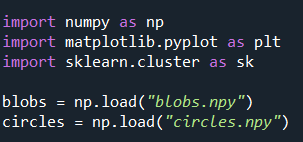 import numpy as np
import matplotlib.pyplot as plt
import sklearn.cluster as sk
blobs = np.load("blobs.npy")
circles = np.load("circles.npy")